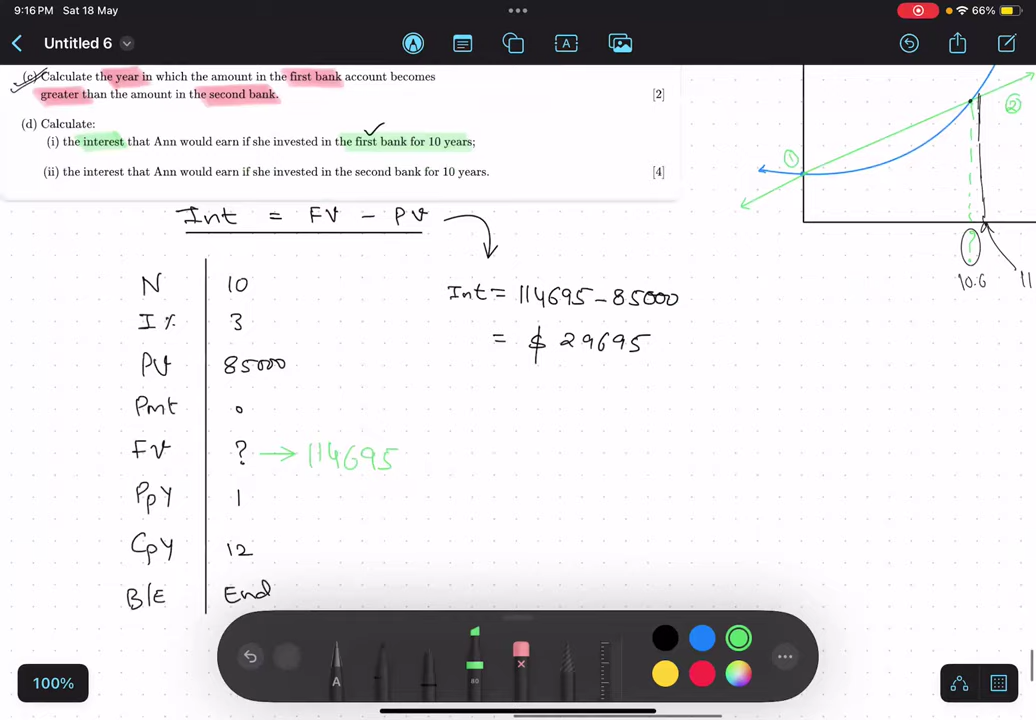 9:16 PM Sat 18 May
66%
Untitled 6
(c) Calculate the year in which the amount in the first bank account becomes
greater than the amount in the second bank. [2]
(d) Calculate:
(i) the interest that Ann would earn if she invested in the first bank for 10 years;
(ii) the interest that Ann would earn if she invested in the second bank for 10 years. [4]
①
②
?
10.6
11
Int = FV - PV
N 10
I % 3
PV 85000
Pmt 0
FV ? → 114695
PpY 1
CpY 12
B/E End
Int = 114695 - 85000
= $ 29695
A
80
100%